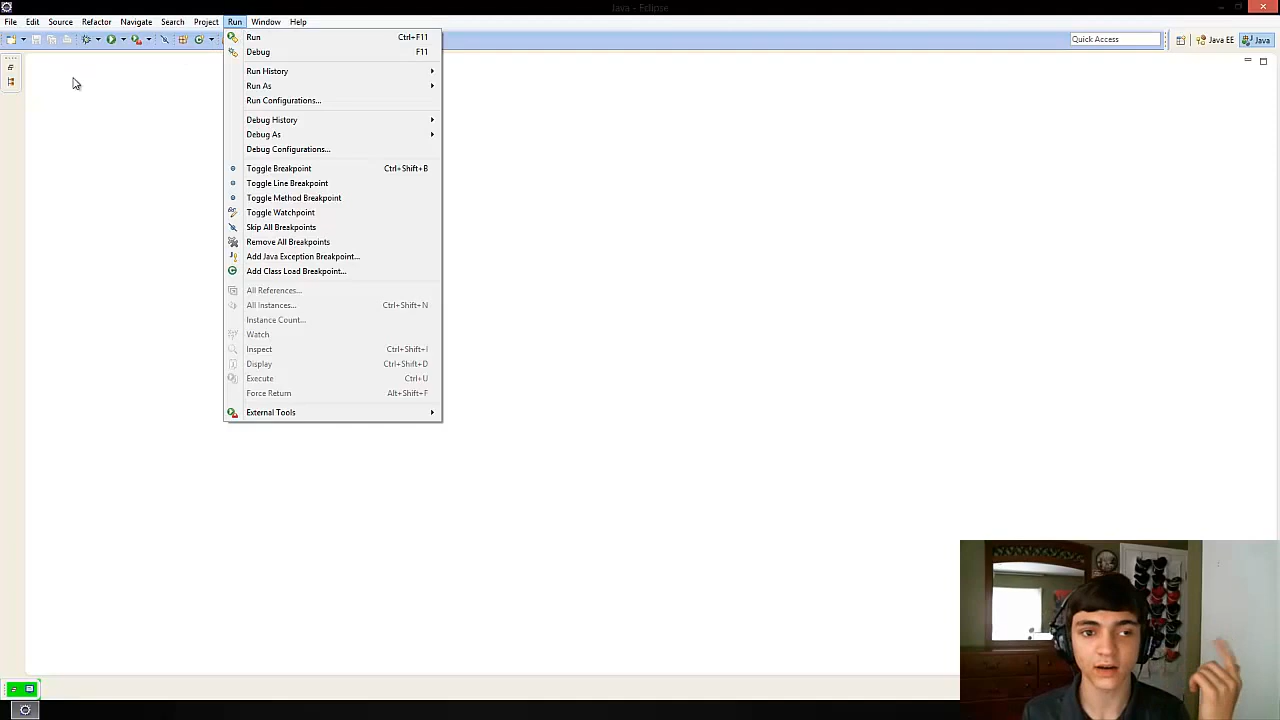 Java - Eclipse
File Edit Source Refactor Navigate Search Project Run Window Help
Quick Access Java EE Java
Run Ctrl+F11
Debug F11
Run History
Run As
Run Configurations...
Debug History
Debug As
Debug Configurations...
Toggle Breakpoint Ctrl+Shift+B
Toggle Line Breakpoint
Toggle Method Breakpoint
Toggle Watchpoint
Skip All Breakpoints
Remove All Breakpoints
Add Java Exception Breakpoint...
Add Class Load Breakpoint...
All References...
All Instances... Ctrl+Shift+N
Instance Count...
Watch
Inspect Ctrl+Shift+I
Display Ctrl+Shift+D
Execute Ctrl+U
Force Return Alt+Shift+F
External Tools